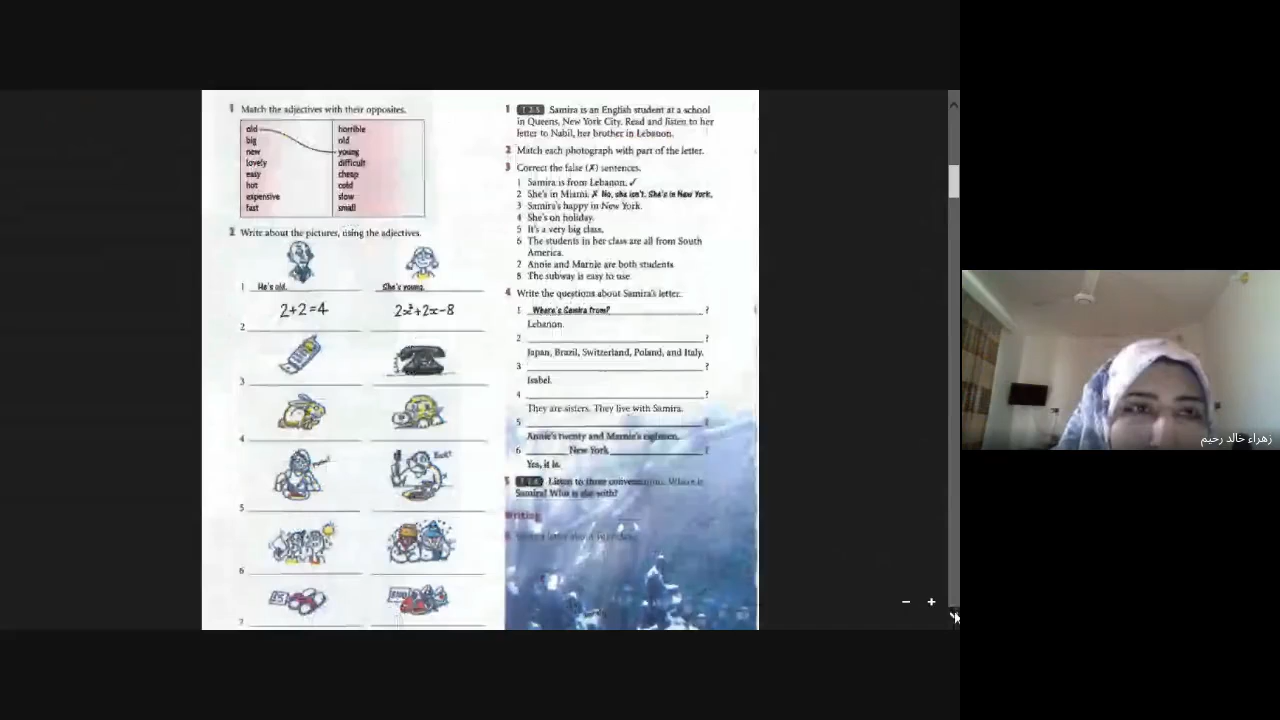 1 Match the adjectives with their opposites.
old horrible
big old
new young
lovely difficult
easy cheap
hot cold
expensive slow
fast small
2 Write about the pictures, using the adjectives.
1 He's old. She's young.
2+2=4 2x²+2x-8
2
3
4
5
6
7
1 Samira is an English student at a school
in Queens, New York City. Read and listen to her
letter to Nabil, her brother in Lebanon.
2 Match each photograph with part of the letter.
3 Correct the false (✗) sentences.
1 Samira is from Lebanon. ✓
2 She's in Miami. ✗ No, she isn't. She's in New York.
3 Samira's happy in New York.
4 She's on holiday.
5 It's a very big class.
6 The students in her class are all from South
America.
7 Annie and Marnie are both students
8 The subway is easy to use.
4 Write the questions about Samira's letter.
1 Where's Samira from? ?
Lebanon.
2 ?
Japan, Brazil, Switzerland, Poland, and Italy.
3 ?
Isabel.
4 ?
They are sisters. They live with Samira.
5 ?
Annie's twenty and Marnie's eighteen.
6 New York ?
Yes, it is.
5 Listen to three conversations. Where is
Samira? Who is she with?
Writing
زهراء خالد رحيم